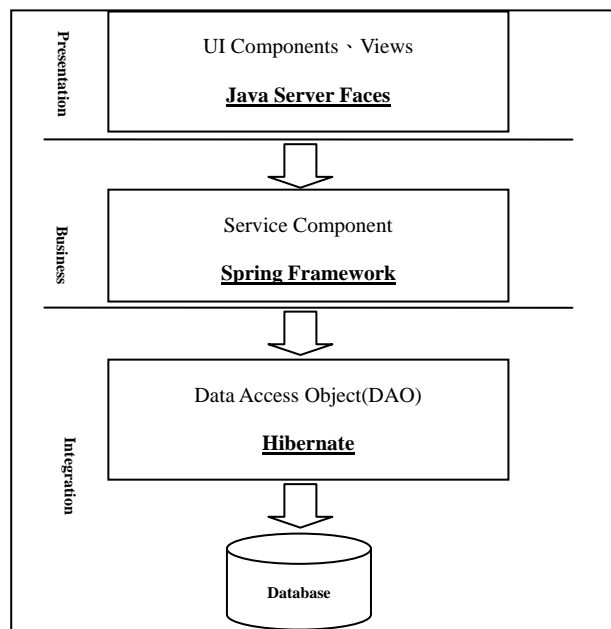 Presentation
UI Components、Views
Java Server Faces
Business
Service Component
Spring Framework
Integration
Data Access Object(DAO)
Hibernate
Database